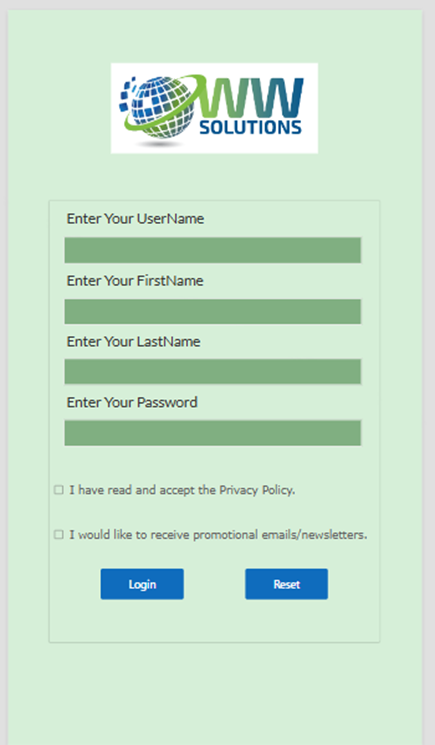 WW
SOLUTIONS
Enter Your UserName
Enter Your FirstName
Enter Your LastName
Enter Your Password
I have read and accept the Privacy Policy.
I would like to receive promotional emails/newsletters.
Login Reset